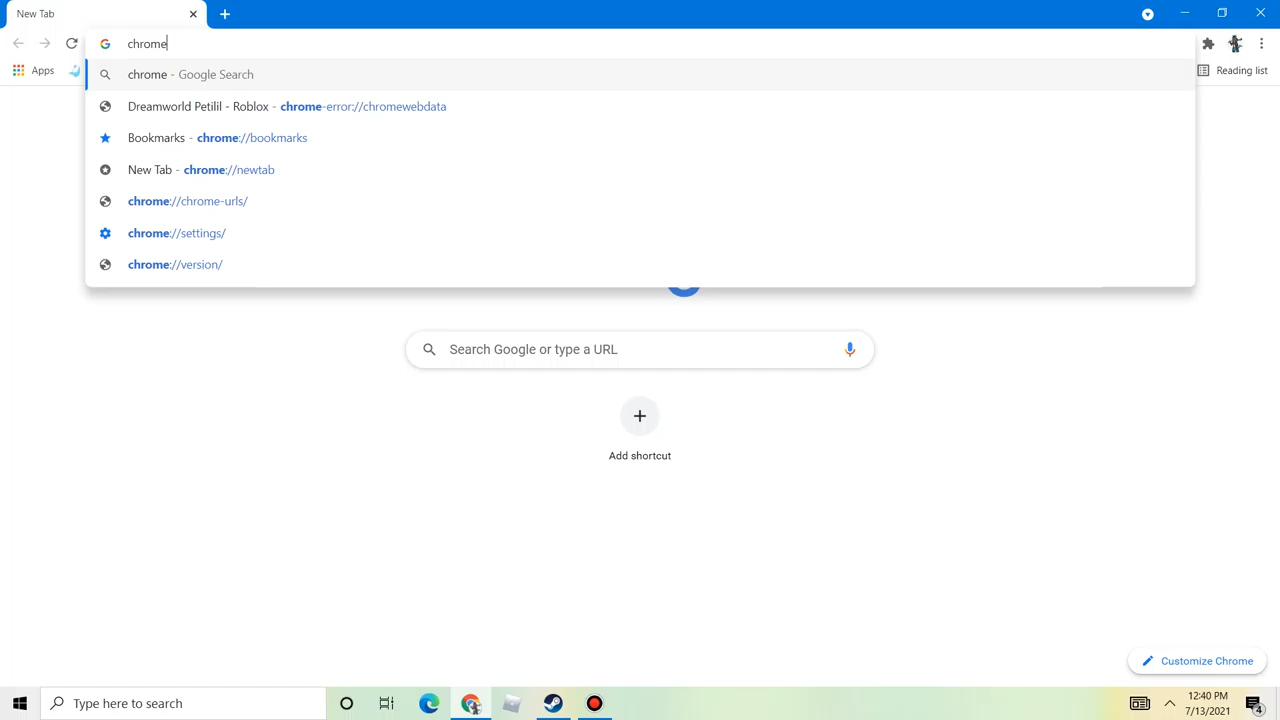 New Tab
chrome
Apps
Reading list
chrome - Google Search
Dreamworld Petilil - Roblox - chrome-error://chromewebdata
Bookmarks - chrome://bookmarks
New Tab - chrome://newtab
chrome://chrome-urls/
chrome://settings/
chrome://version/
Search Google or type a URL
Add shortcut
Customize Chrome
Type here to search
12:40 PM
7/13/2021
4